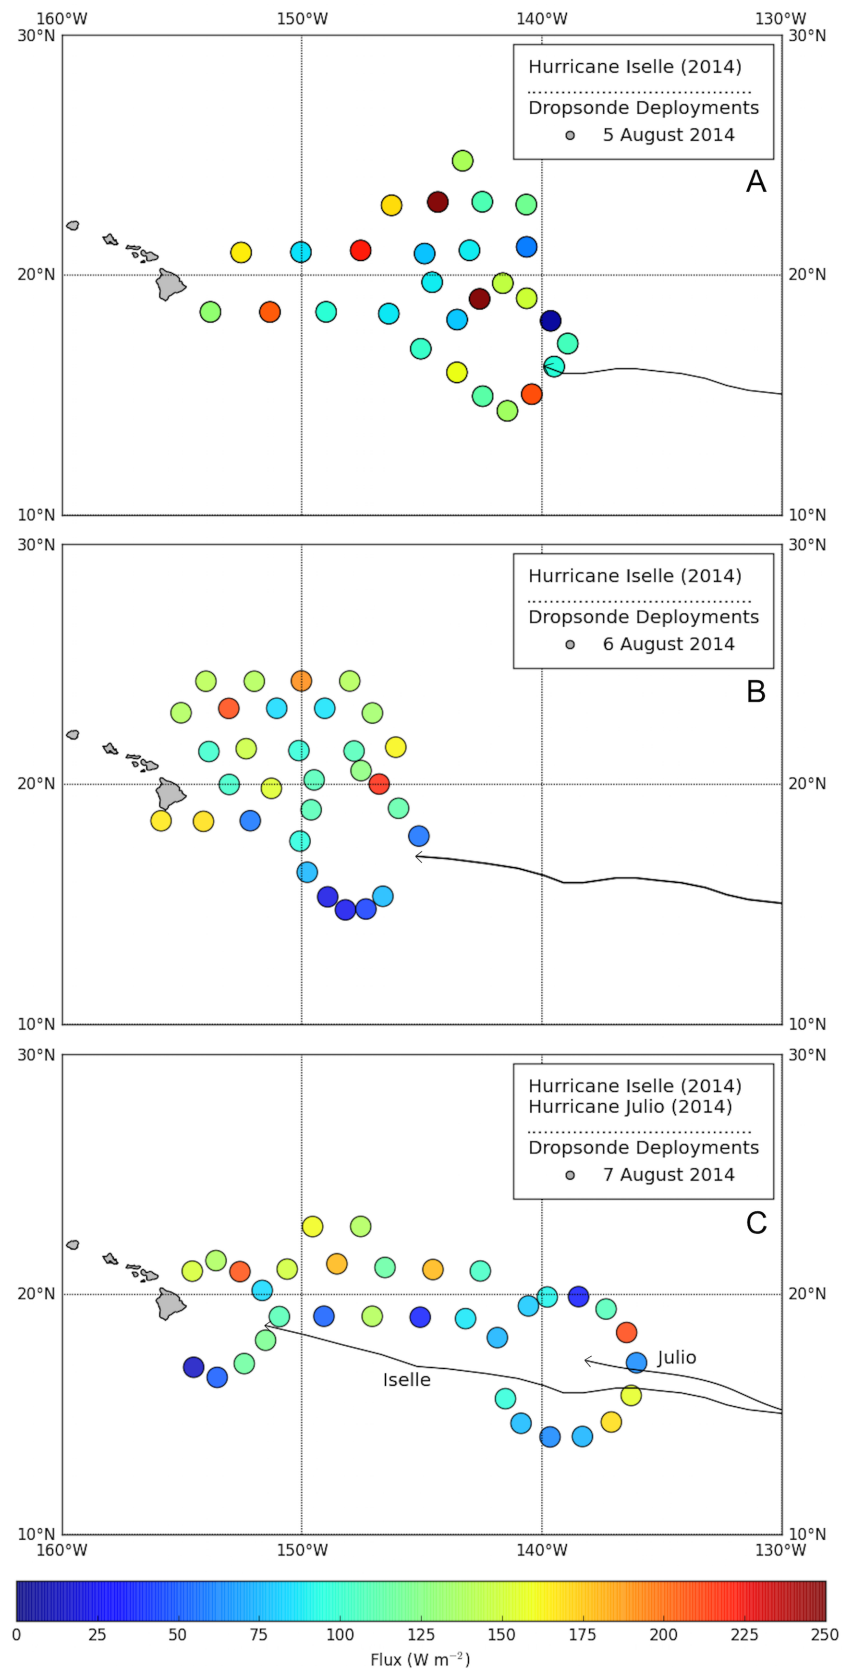 160°W 150°W 140°W 130°W
30°N 30°N
Hurricane Iselle (2014)
Dropsonde Deployments
5 August 2014
A
20°N 20°N
10°N 10°N
30°N 30°N
Hurricane Iselle (2014)
Dropsonde Deployments
6 August 2014
B
20°N 20°N
10°N 10°N
30°N 30°N
Hurricane Iselle (2014)
Hurricane Julio (2014)
Dropsonde Deployments
7 August 2014
C
20°N 20°N
Julio
Iselle
10°N 10°N
160°W 150°W 140°W 130°W
0 25 50 75 100 125 150 175 200 225 250
Flux (W m⁻²)